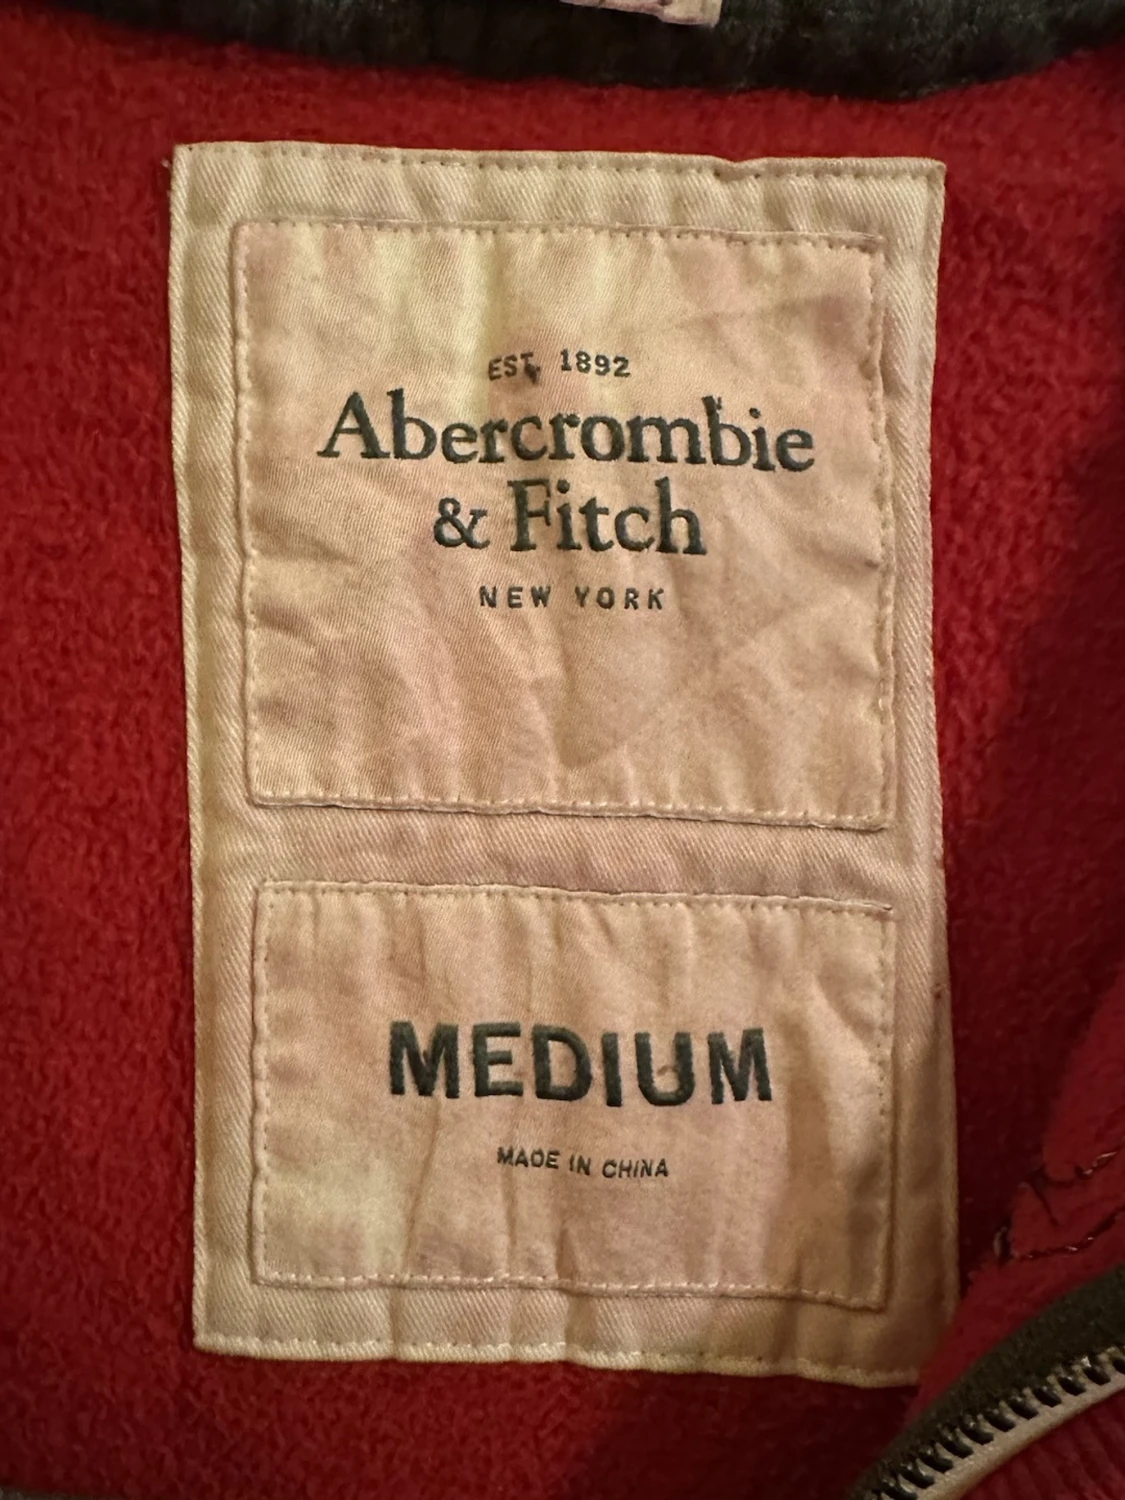 EST. 1892
Abercrombie
& Fitch
NEW YORK
MEDIUM
MADE IN CHINA